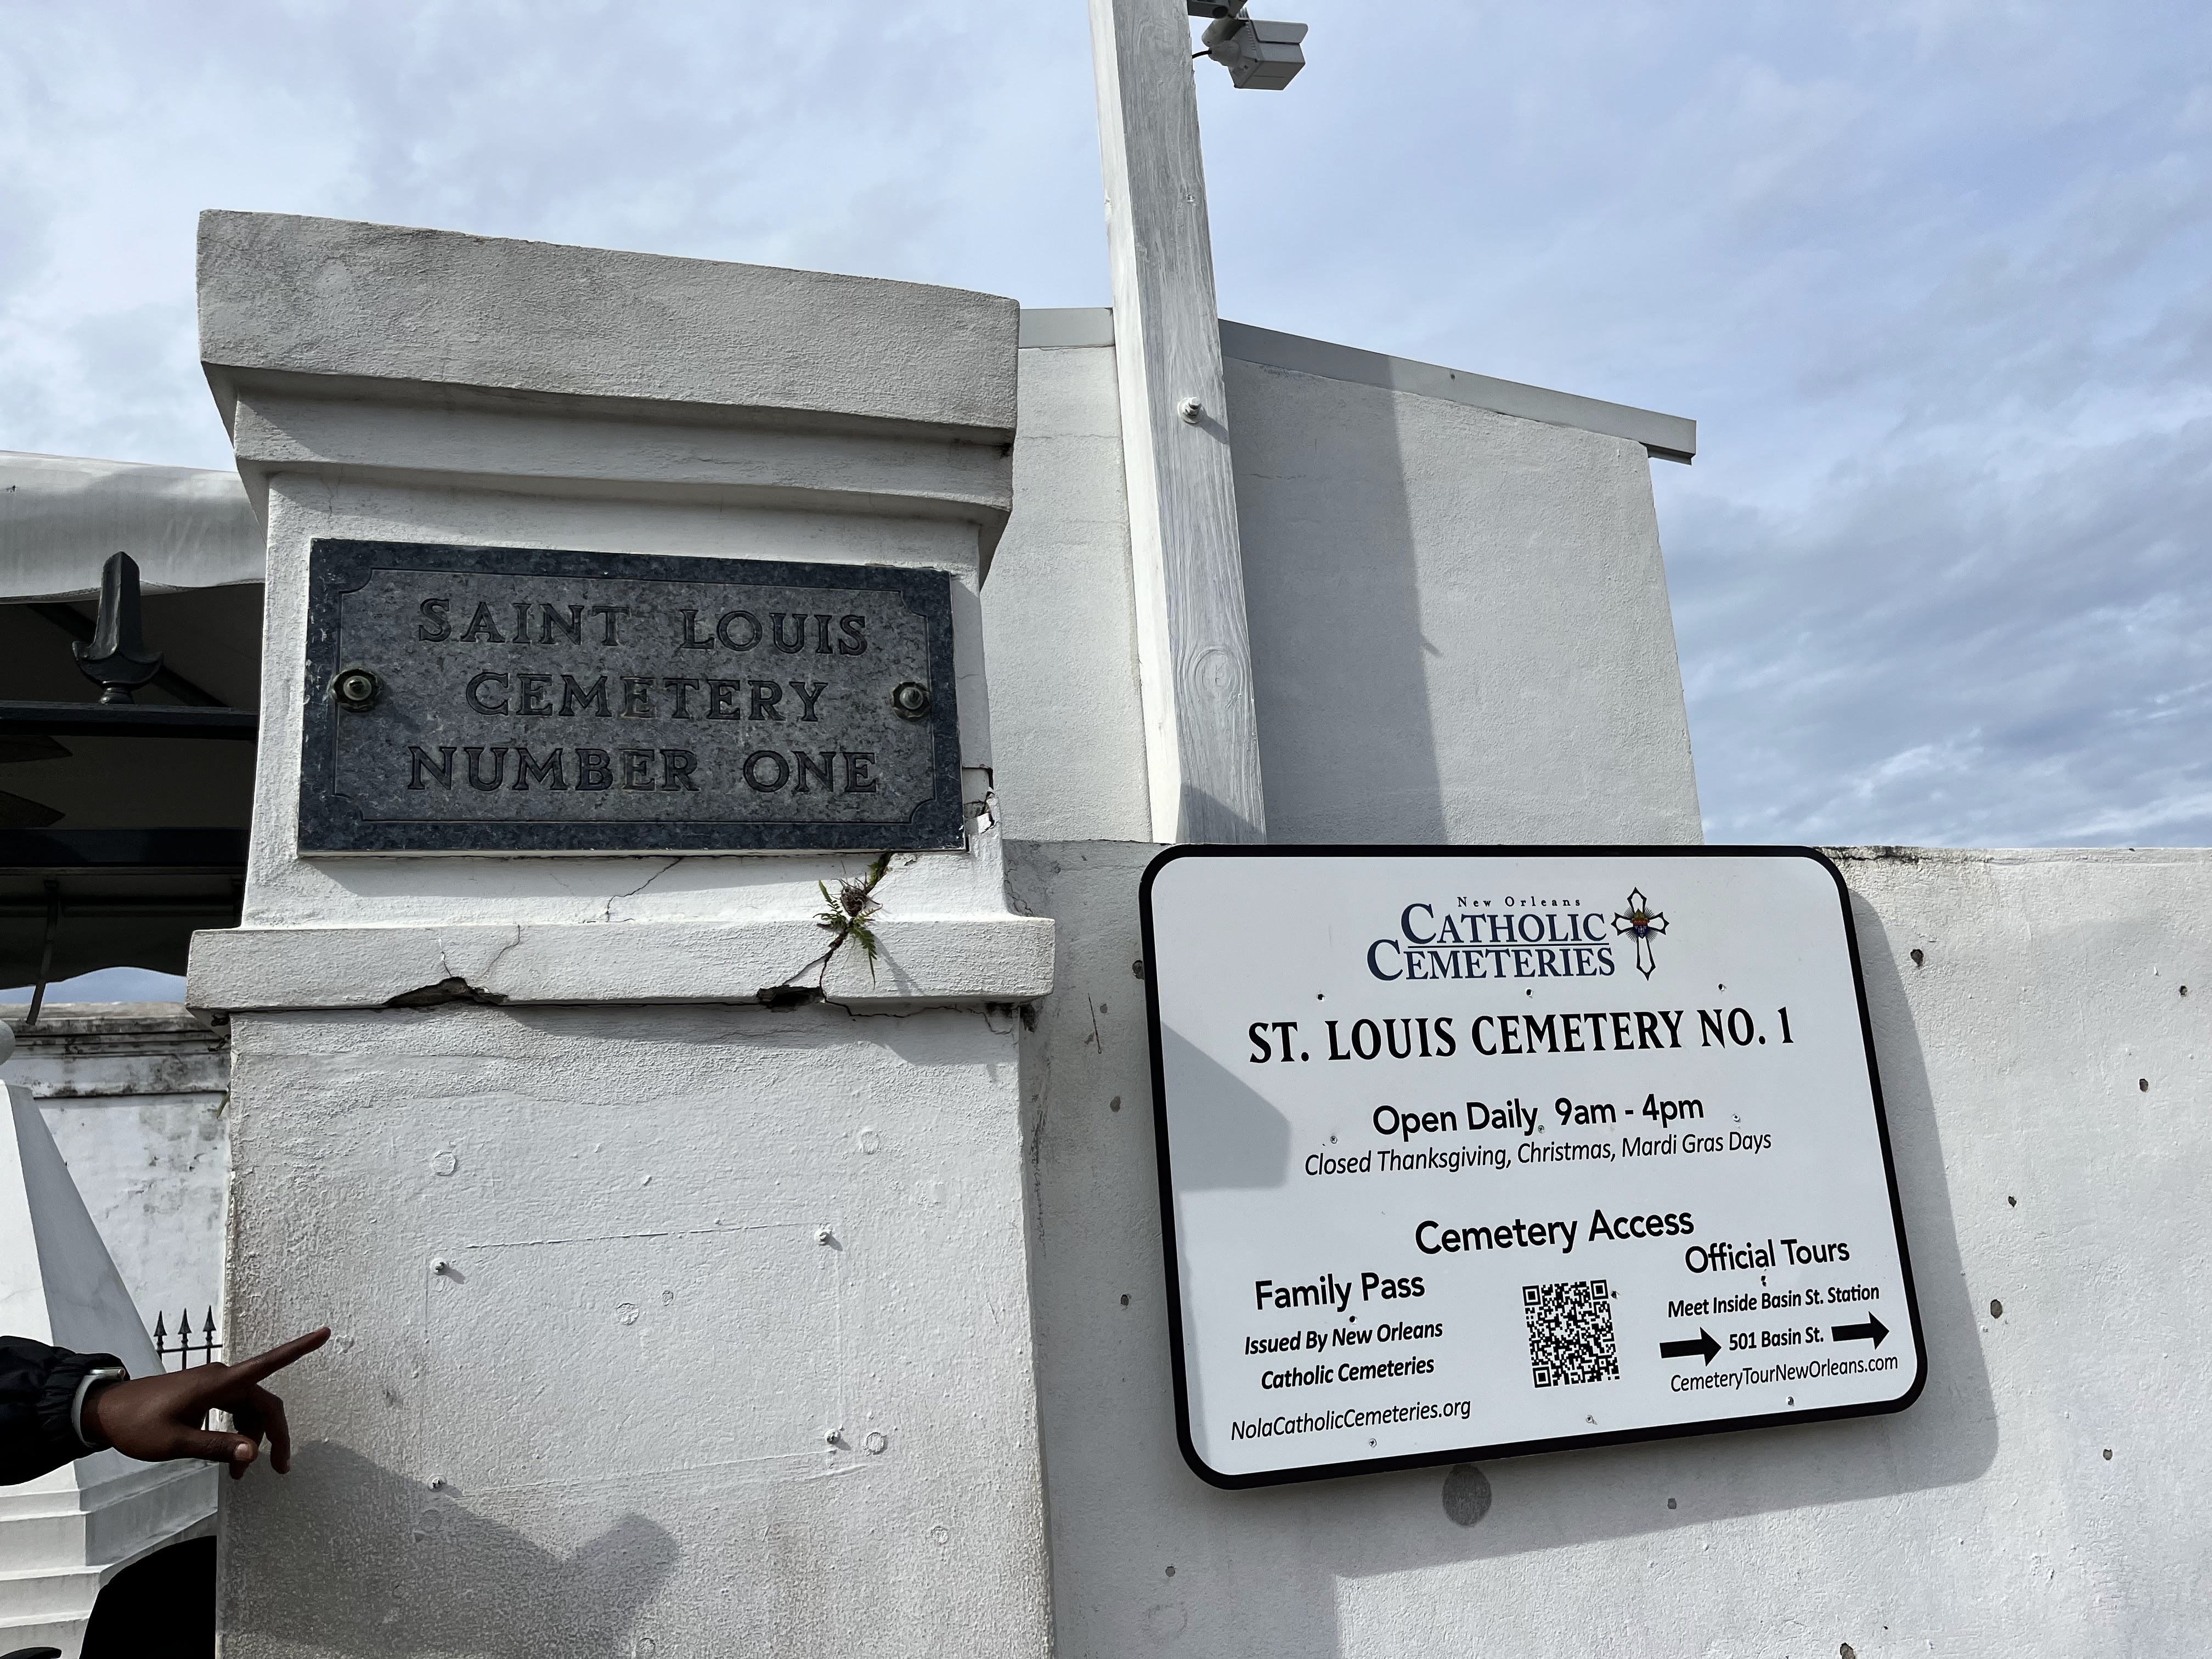 SAINT LOUIS
CEMETERY
NUMBER ONE
New Orleans
CATHOLIC
CEMETERIES
ST. LOUIS CEMETERY NO. 1
Open Daily 9am - 4pm
Closed Thanksgiving, Christmas, Mardi Gras Days
Cemetery Access
Family Pass
Issued By New Orleans
Catholic Cemeteries
NolaCatholicCemeteries.org
Official Tours
Meet Inside Basin St. Station
501 Basin St.
CemeteryTourNewOrleans.com